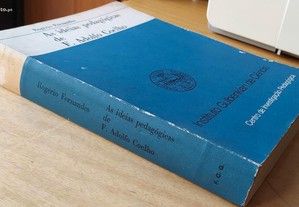 Rogério Fernandes
As ideias pedagógicas
de
F. Adolfo Coelho
Instituto Gulbenkian de Ciência
Centro de Investigação Pedagógica
Rogério Fernandes
As ideias pedagógicas
de
F. Adolfo Coelho